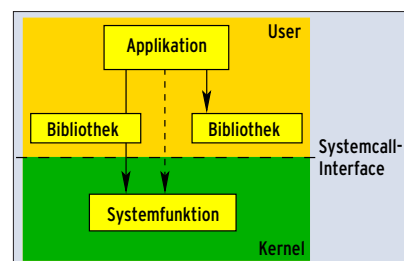 User
Applikation
Bibliothek
Bibliothek
Systemcall-
Interface
Systemfunktion
Kernel